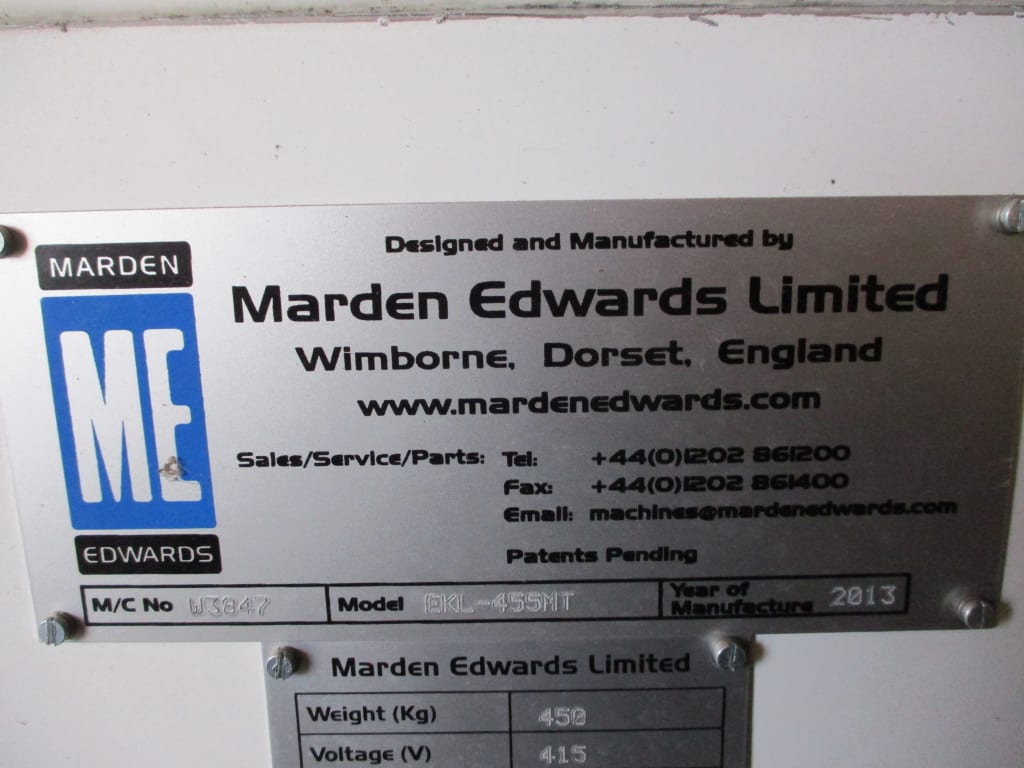 MARDEN
ME
EDWARDS
Designed and Manufactured by
Marden Edwards Limited
Wimborne, Dorset, England
www.mardenedwards.com
Sales/Service/Parts: Tel: +44(0)1202 861200
Fax: +44(0)1202 861400
Email: machines@mardenedwards.com
Patents Pending
M/C No W3847 Model EKL-455MT Year of Manufacture 2013
Marden Edwards Limited
Weight (Kg) 450
Voltage (V) 415